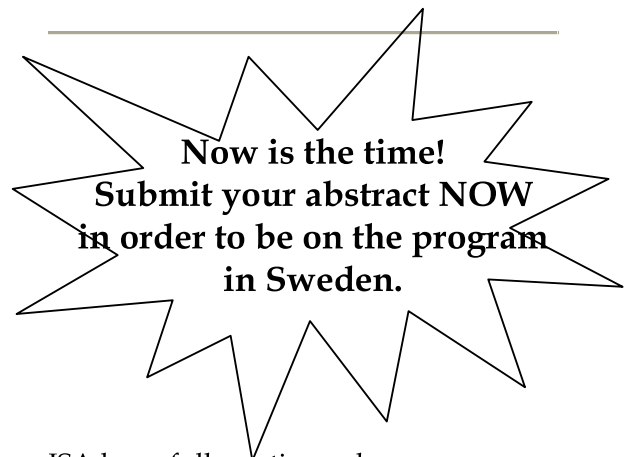 Now is the time!
Submit your abstract NOW
in order to be on the program
in Sweden.